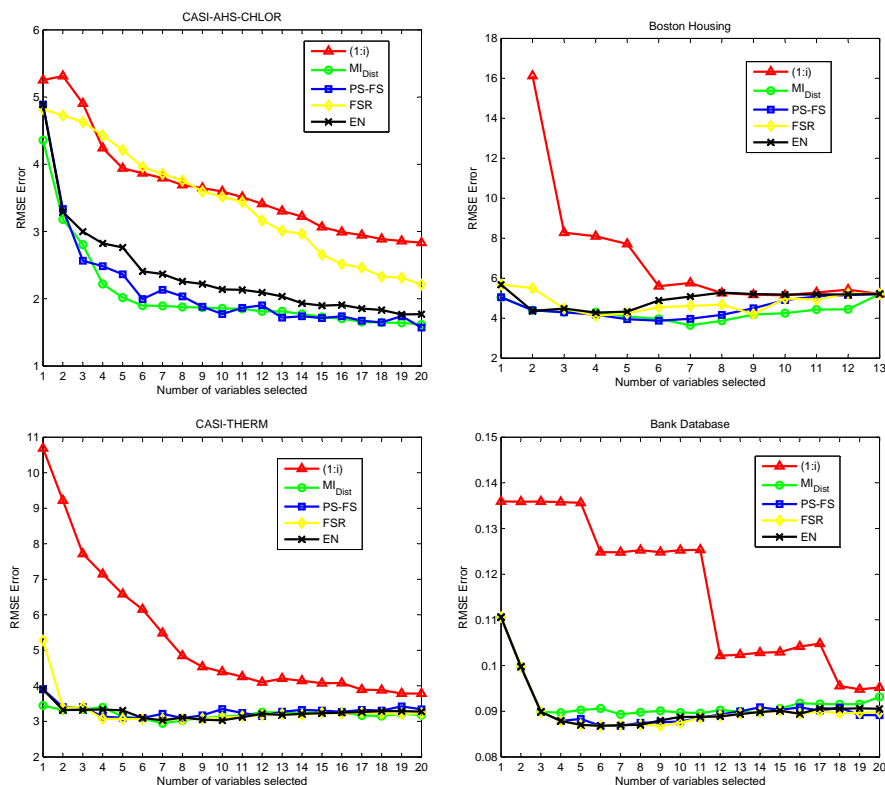 CASI-AHS-CHLOR
6
5
4
3
2
1
RMSE Error
1 2 3 4 5 6 7 8 9 10 11 12 13 14 15 16 17 18 19 20
Number of variables selected
(1:i)
MI_Dist
PS-FS
FSR
EN
Boston Housing
18
16
14
12
10
8
6
4
2
RMSE Error
1 2 3 4 5 6 7 8 9 10 11 12 13
Number of variables selected
(1:i)
MI_Dist
PS-FS
FSR
EN
CASI-THERM
11
10
9
8
7
6
5
4
3
2
RMSE Error
1 2 3 4 5 6 7 8 9 10 11 12 13 14 15 16 17 18 19 20
Number of variables selected
(1:i)
MI_Dist
PS-FS
FSR
EN
Bank Database
0.15
0.14
0.13
0.12
0.11
0.1
0.09
0.08
RMSE Error
1 2 3 4 5 6 7 8 9 10 11 12 13 14 15 16 17 18 19 20
Number of variables selected
(1:i)
MI_Dist
PS-FS
FSR
EN